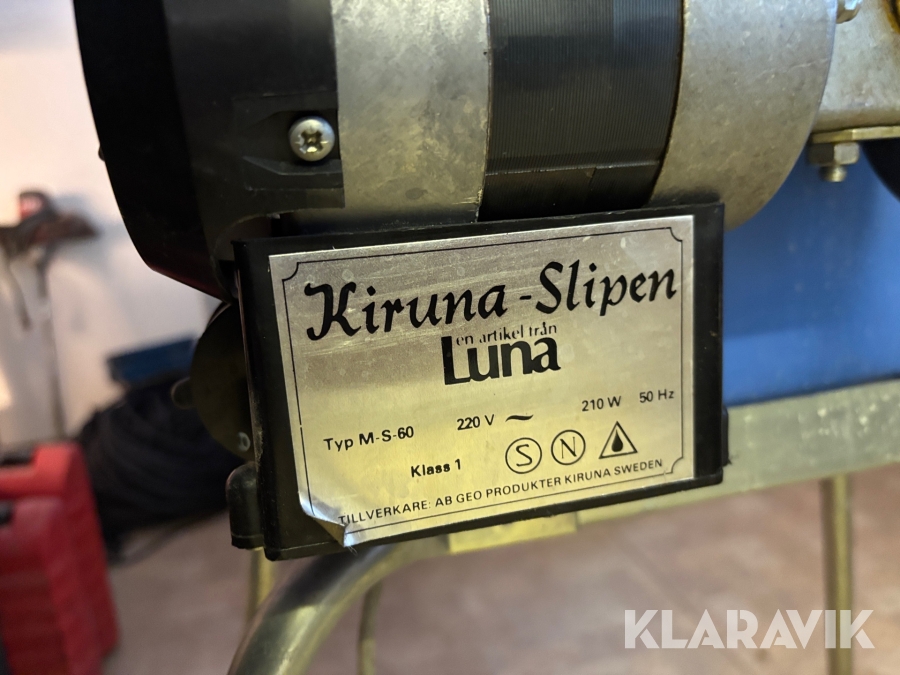 Kiruna-Slipen
en artikel från
Luna
Typ M-S-60 220 V ~ 210 W 50 Hz
Klass 1 S N
TILLVERKARE: AB GEO PRODUKTER KIRUNA SWEDEN
KLARAVIK